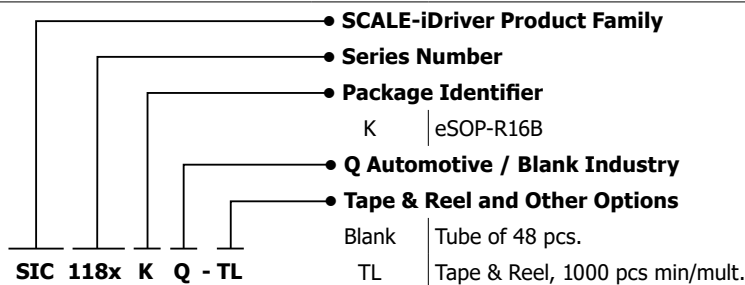 SCALE-iDriver Product Family
Series Number
Package Identifier
K eSOP-R16B
Q Automotive / Blank Industry
Tape & Reel and Other Options
Blank Tube of 48 pcs.
SIC 118x K Q - TL TL Tape & Reel, 1000 pcs min/mult.